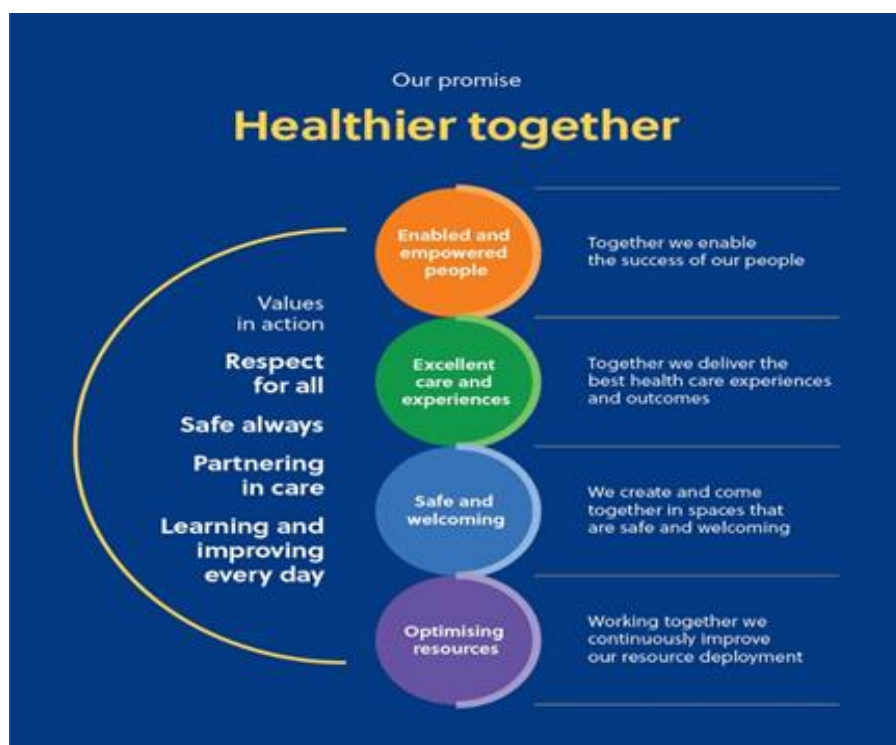 Our promise
Healthier together
Values
in action
Respect
for all
Safe always
Partnering
in care
Learning and
improving
every day
Enabled and
empowered
people
Together we enable
the success of our people
Excellent
care and
experiences
Together we deliver the
best health care experiences
and outcomes
Safe and
welcoming
We create and come
together in spaces that
are safe and welcoming
Optimising
resources
Working together we
continuously improve
our resource deployment